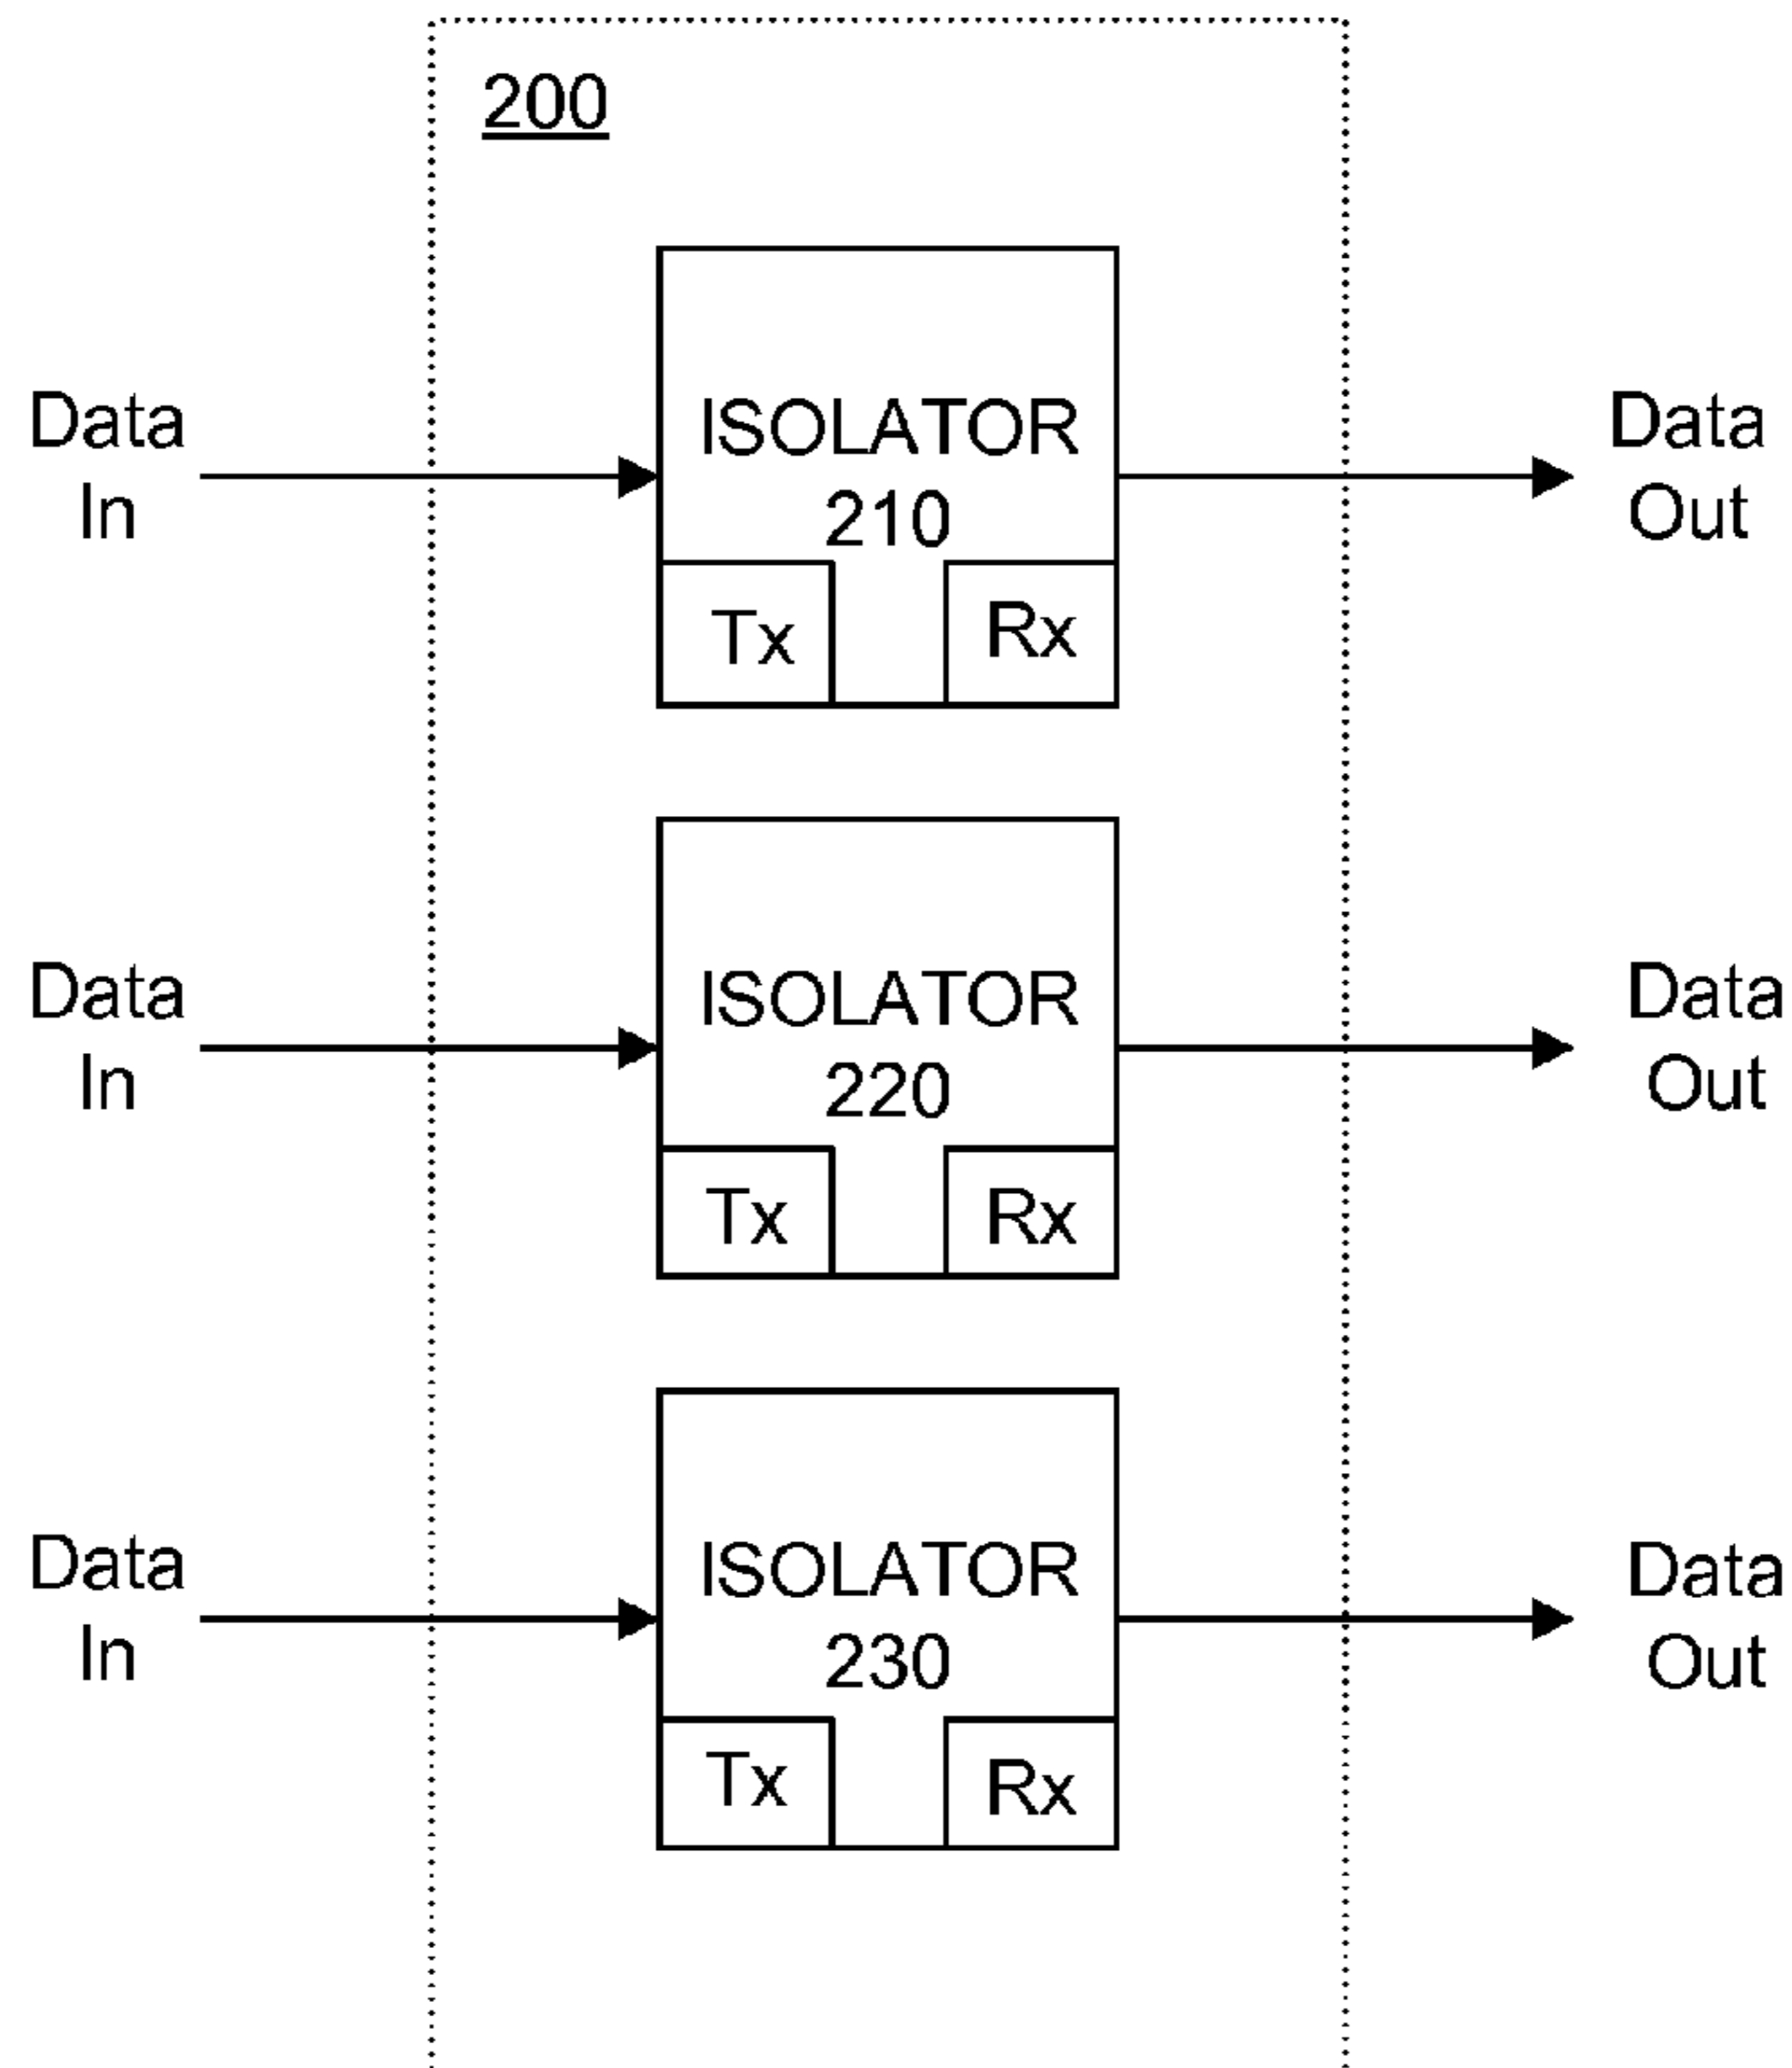 200
Data
In
ISOLATOR
210
Tx
Rx
Data
Out
Data
In
ISOLATOR
220
Tx
Rx
Data
Out
Data
In
ISOLATOR
230
Tx
Rx
Data
Out